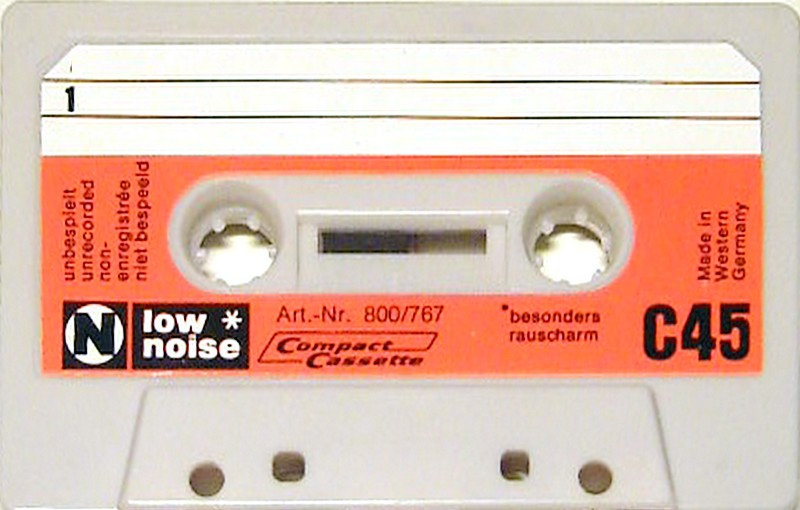 1
unbespielt
unrecorded
non-
enregistrée
niet bespeeld
Made in
Western
Germany
N
low *
noise
Art.-Nr. 800/767
Compact
Cassette
*besonders
rauscharm
C45